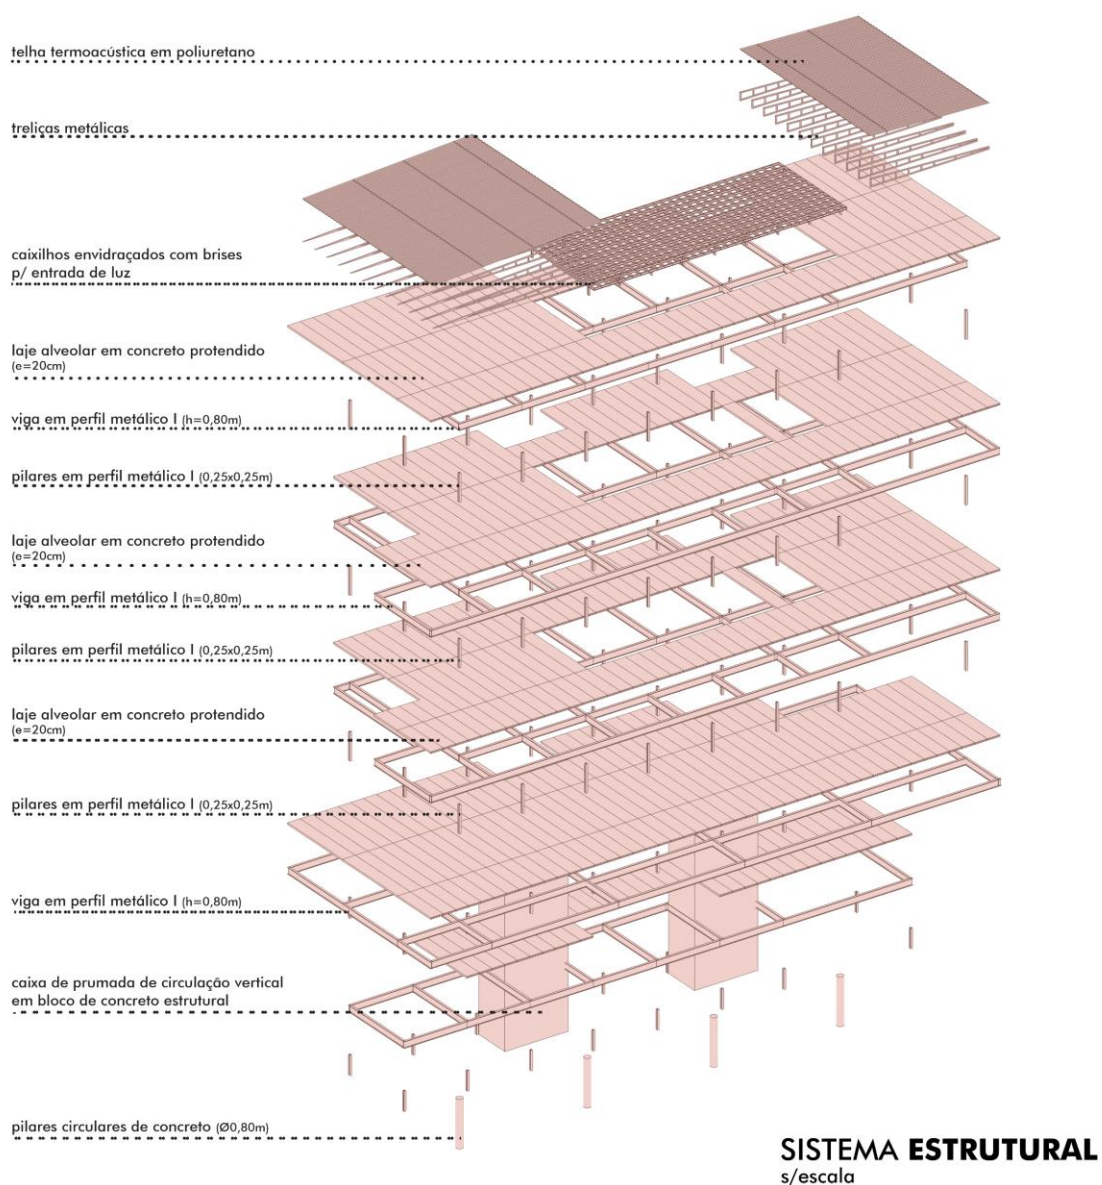 telha termoacústica em poliuretano
treliças metálicas
caixilhos envidraçados com brises
p/ entrada de luz
laje alveolar em concreto protendido
(e=20cm)
viga em perfil metálico I (h=0,80m)
pilares em perfil metálico I (0,25x0,25m)
laje alveolar em concreto protendido
(e=20cm)
viga em perfil metálico I (h=0,80m)
pilares em perfil metálico I (0,25x0,25m)
laje alveolar em concreto protendido
(e=20cm)
pilares em perfil metálico I (0,25x0,25m)
viga em perfil metálico I (h=0,80m)
caixa de prumada de circulação vertical
em bloco de concreto estrutural
pilares circulares de concreto (Ø0,80m)
SISTEMA ESTRUTURAL
s/escala